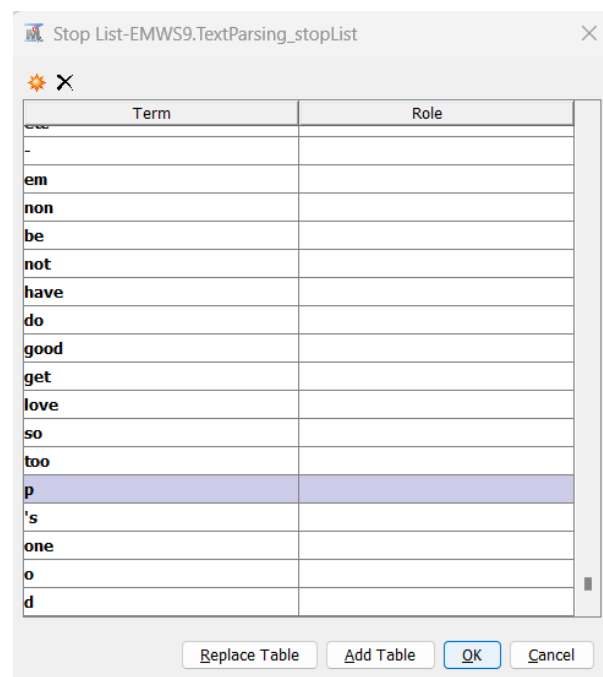 Stop List-EMWS9.TextParsing_stopList
Term Role
-
em
non
be
not
have
do
good
get
love
so
too
p
's
one
o
d
Replace Table Add Table OK Cancel